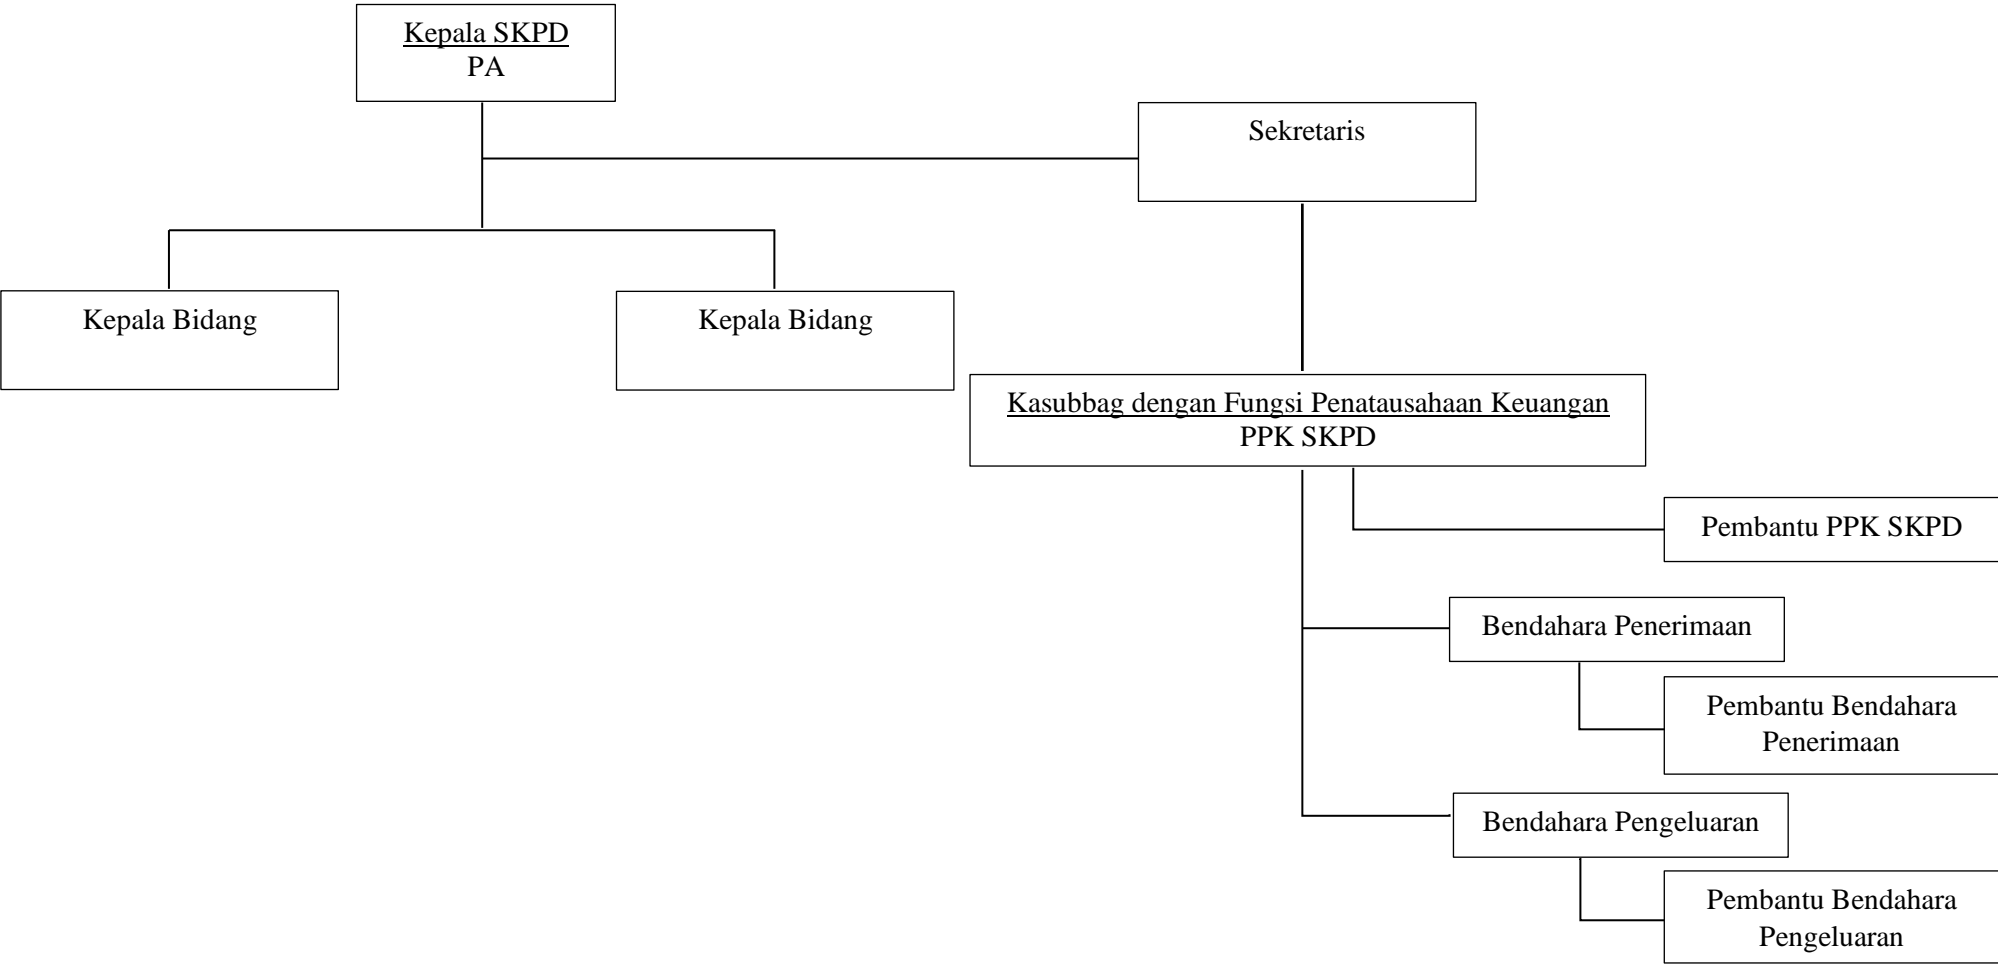 Kepala SKPD
PA
Sekretaris
Kepala Bidang
Kepala Bidang
Kasubbag dengan Fungsi Penatausahaan Keuangan
PPK SKPD
Pembantu PPK SKPD
Bendahara Penerimaan
Pembantu Bendahara
Penerimaan
Bendahara Pengeluaran
Pembantu Bendahara
Pengeluaran